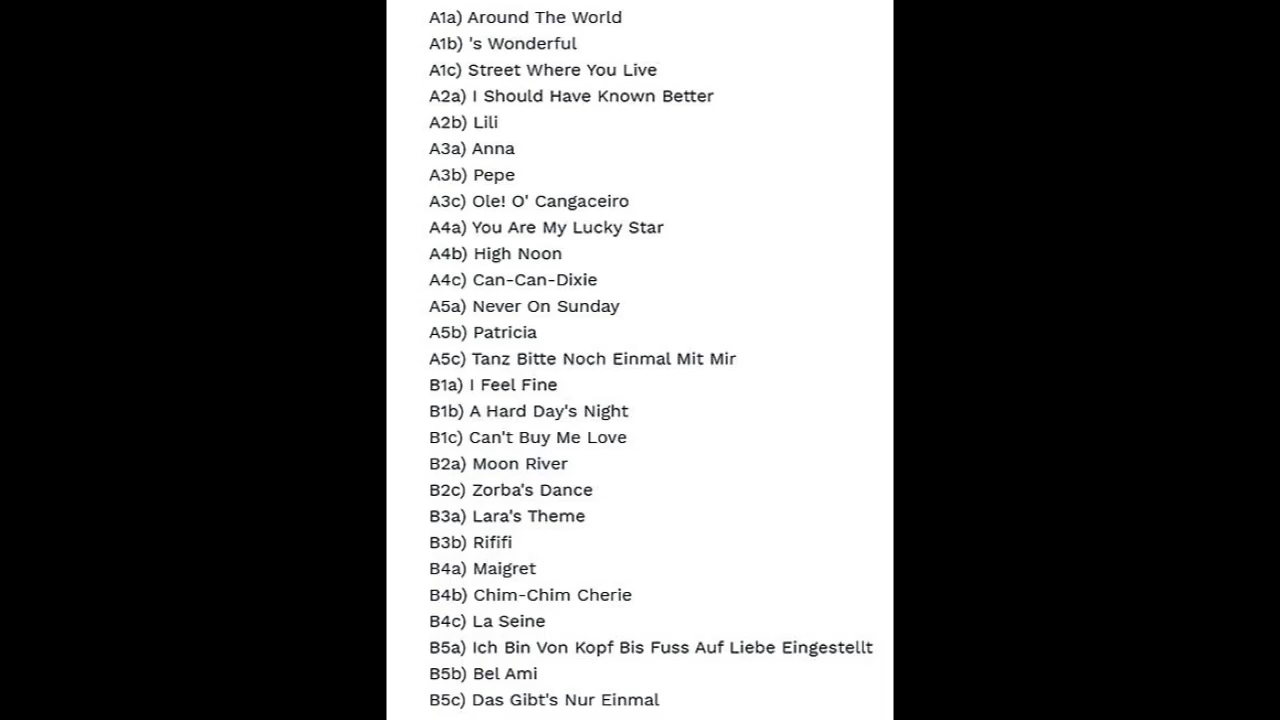 A1a) Around The World
A1b) 's Wonderful
A1c) Street Where You Live
A2a) I Should Have Known Better
A2b) Lili
A3a) Anna
A3b) Pepe
A3c) Ole! O' Cangaceiro
A4a) You Are My Lucky Star
A4b) High Noon
A4c) Can-Can-Dixie
A5a) Never On Sunday
A5b) Patricia
A5c) Tanz Bitte Noch Einmal Mit Mir
B1a) I Feel Fine
B1b) A Hard Day's Night
B1c) Can't Buy Me Love
B2a) Moon River
B2c) Zorba's Dance
B3a) Lara's Theme
B3b) Rififi
B4a) Maigret
B4b) Chim-Chim Cherie
B4c) La Seine
B5a) Ich Bin Von Kopf Bis Fuss Auf Liebe Eingestellt
B5b) Bel Ami
B5c) Das Gibt's Nur Einmal